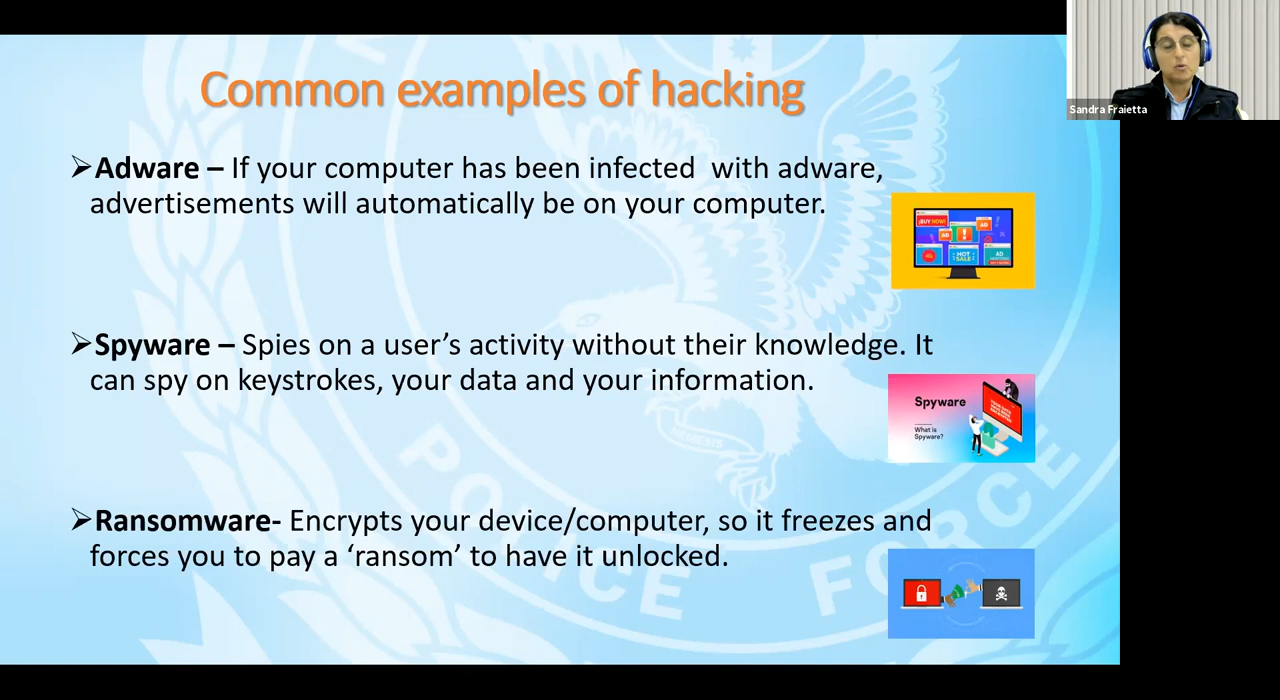 Common examples of hacking
Sandra Fraietta
➢Adware – If your computer has been infected with adware,
advertisements will automatically be on your computer.
BUY NOW!
AD
AD
HOT
SALE
AD
➢Spyware – Spies on a user’s activity without their knowledge. It
can spy on keystrokes, your data and your information.
Spyware
What is
Spyware?
NEMESIS
➢Ransomware- Encrypts your device/computer, so it freezes and
forces you to pay a ‘ransom’ to have it unlocked.
POLICE FORCE